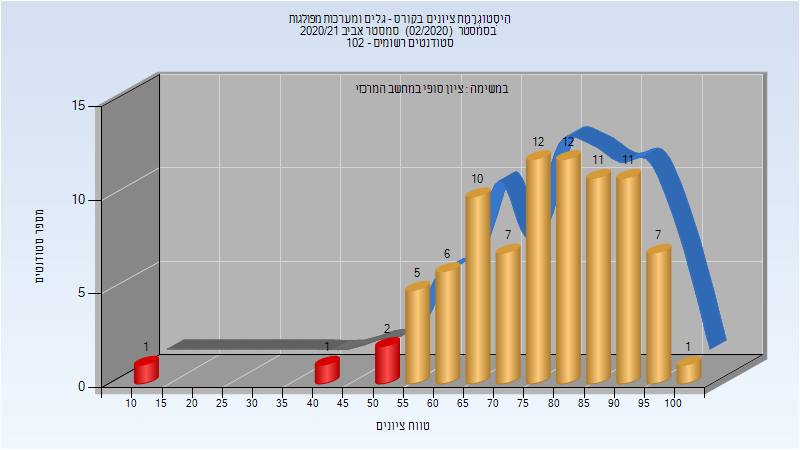 היסטוגרמת ציונים בקורס - גלים ומערכות מפולגות
בסמסטר (02/2020) סמסטר אביב 2020/21
סטודנטים רשומים - 102
במשימה : ציון סופי במחשב המרכזי
מספר סטודנטים
15
10
5
0
1
1
2
5
6
10
7
12
12
11
11
7
1
10 15 20 25 30 35 40 45 50 55 60 65 70 75 80 85 90 95 100
טווח ציונים